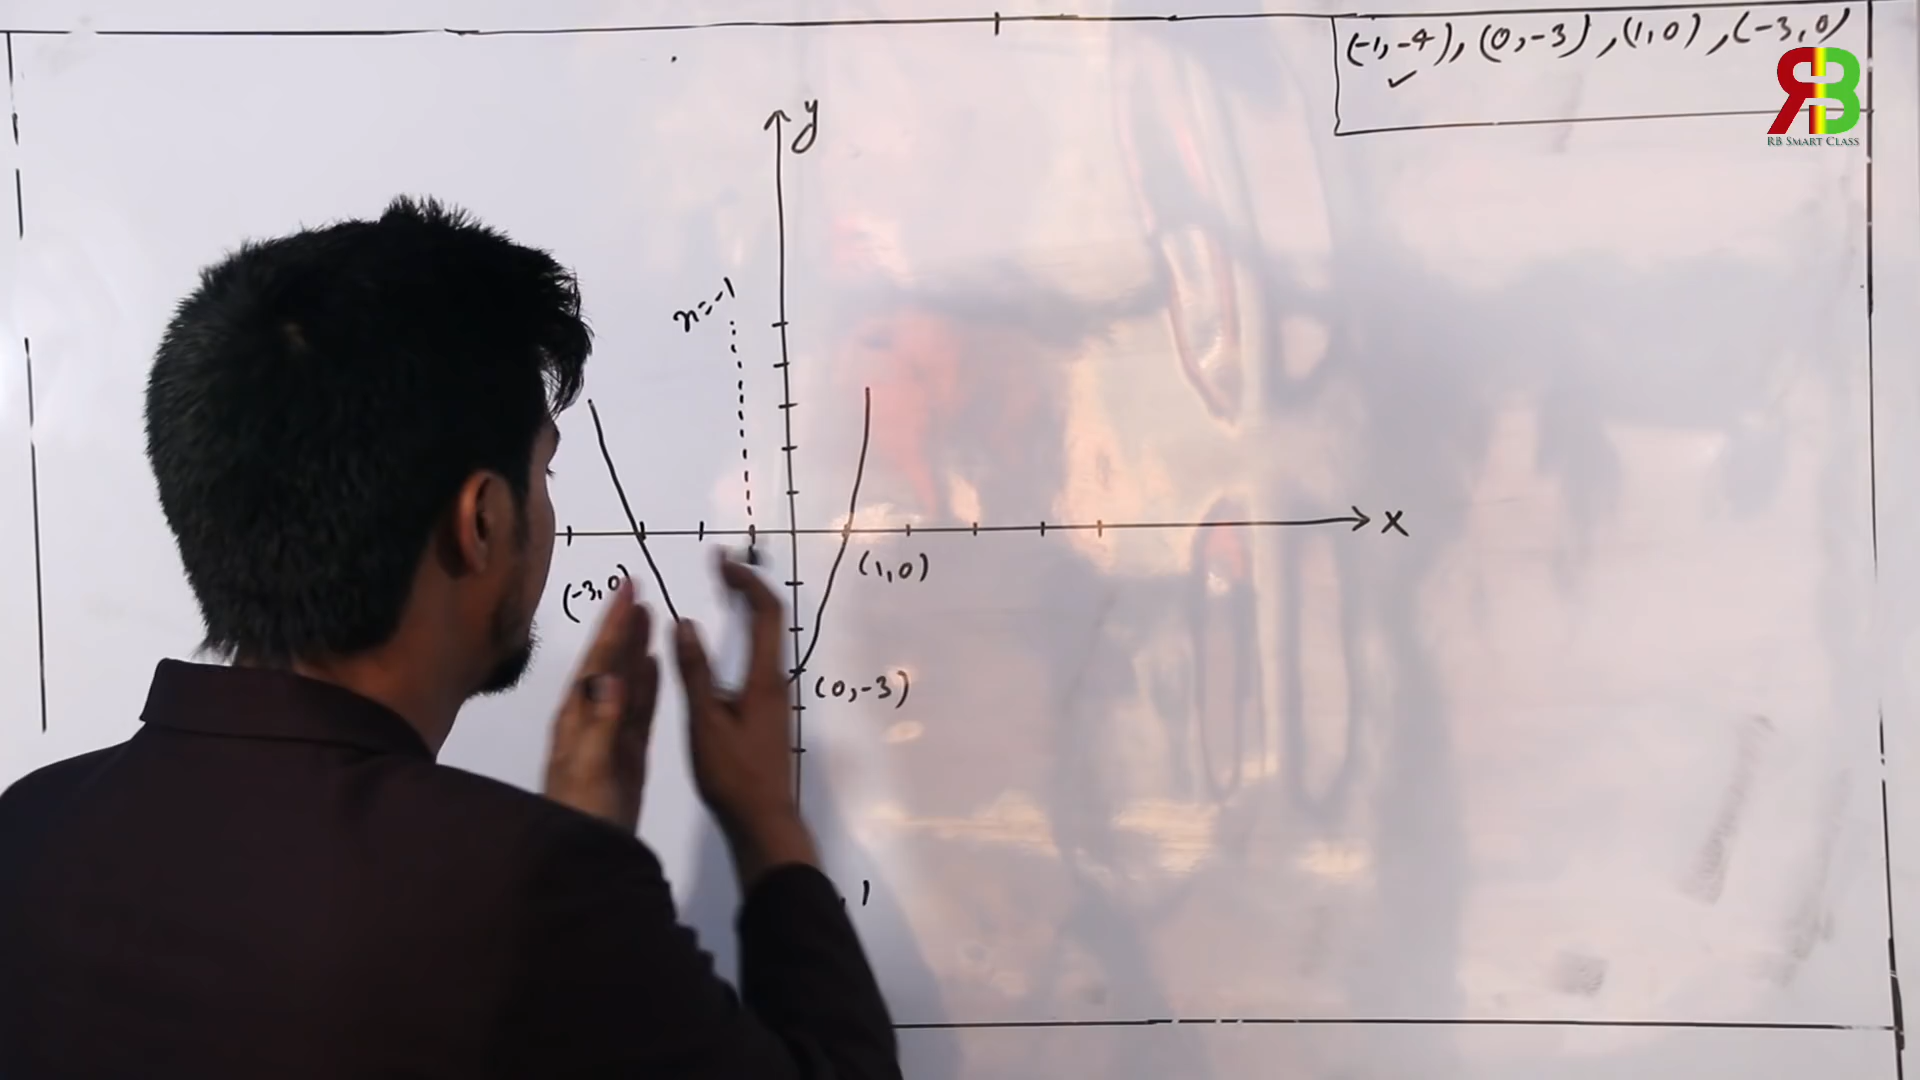 (-1,-4), (0,-3), (1,0), (-3,0)
RB
RB SMART CLASS
y
x=-1
X
(1,0)
(-3,0)
(0,-3)